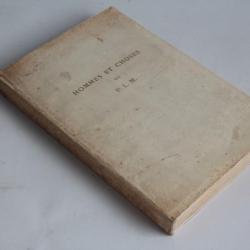 HOMMES ET CHOSES
DU
P. L. M.